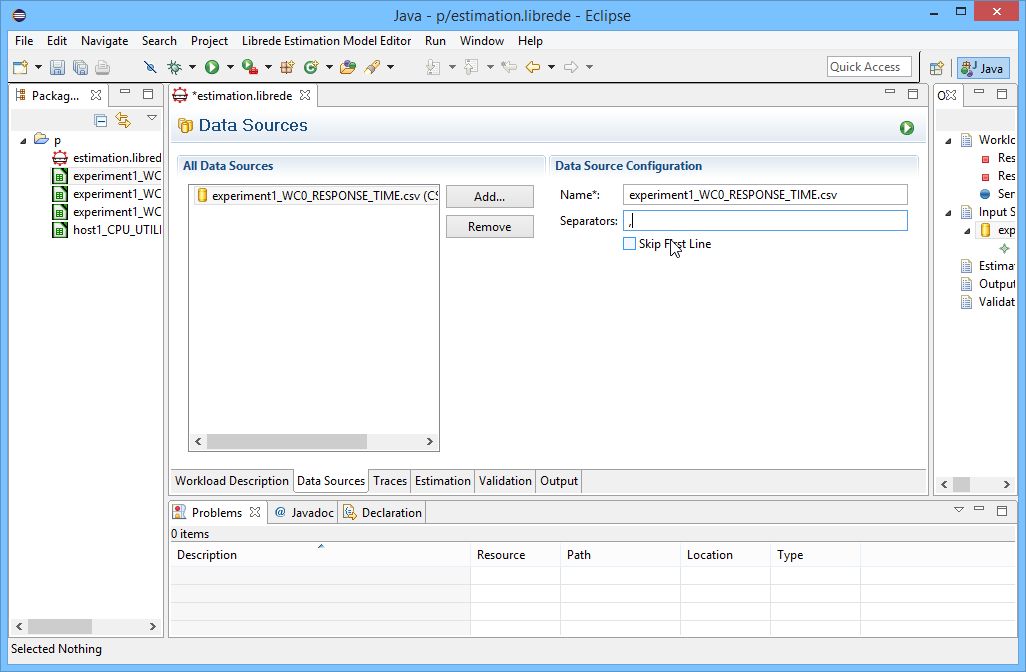 Java - p/estimation.librede - Eclipse
File Edit Navigate Search Project Librede Estimation Model Editor Run Window Help
Quick Access
Java
Packag...
*estimation.librede
p
estimation.librede
experiment1_WC
experiment1_WC
experiment1_WC
host1_CPU_UTILI
Data Sources
All Data Sources
experiment1_WC0_RESPONSE_TIME.csv (CS
Add...
Remove
Data Source Configuration
Name*: experiment1_WC0_RESPONSE_TIME.csv
Separators: ,
Skip First Line
Workload Description Data Sources Traces Estimation Validation Output
O
Worklo
Res
Res
Ser
Input S
exp
Estima
Output
Validat
Problems @ Javadoc Declaration
0 items
Description Resource Path Location Type
Selected Nothing